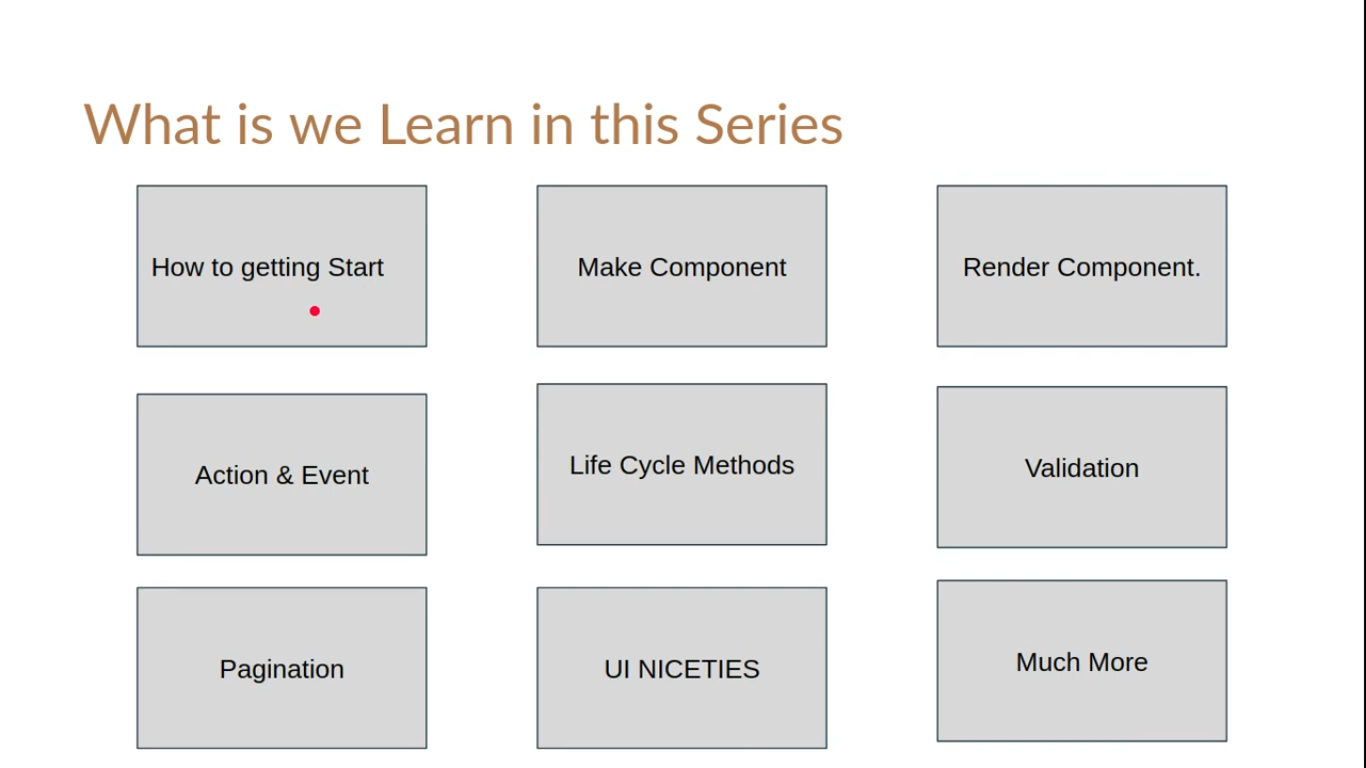 What is we Learn in this Series
How to getting Start
Make Component
Render Component.
Action & Event
Life Cycle Methods
Validation
Pagination
UI NICETIES
Much More